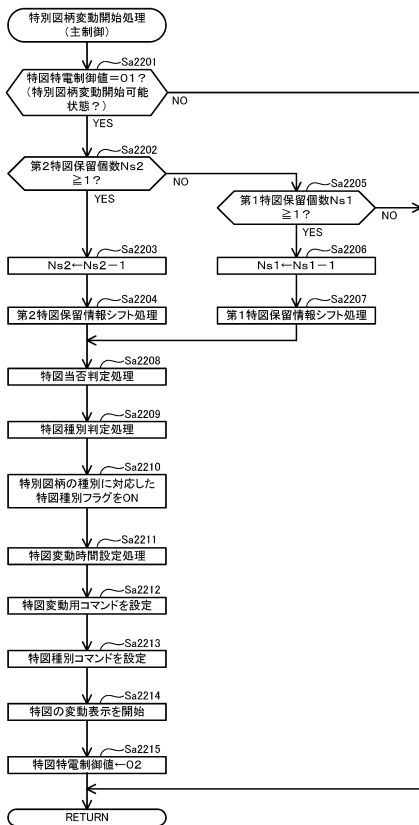 特別図柄変動開始処理
(主制御)
Sa2201
特図特電制御値=01?
(特別図柄変動開始可能
状態?)
NO
YES
Sa2202
第2特図保留個数Ns2
≧1?
NO
YES
Sa2205
第1特図保留個数Ns1
≧1?
NO
YES
Sa2203
Ns2←Ns2-1
Sa2206
Ns1←Ns1-1
Sa2204
第2特図保留情報シフト処理
Sa2207
第1特図保留情報シフト処理
Sa2208
特図当否判定処理
Sa2209
特図種別判定処理
Sa2210
特別図柄の種別に対応した
特図種別フラグをON
Sa2211
特図変動時間設定処理
Sa2212
特図変動用コマンドを設定
Sa2213
特図種別コマンドを設定
Sa2214
特図の変動表示を開始
Sa2215
特図特電制御値←02
RETURN